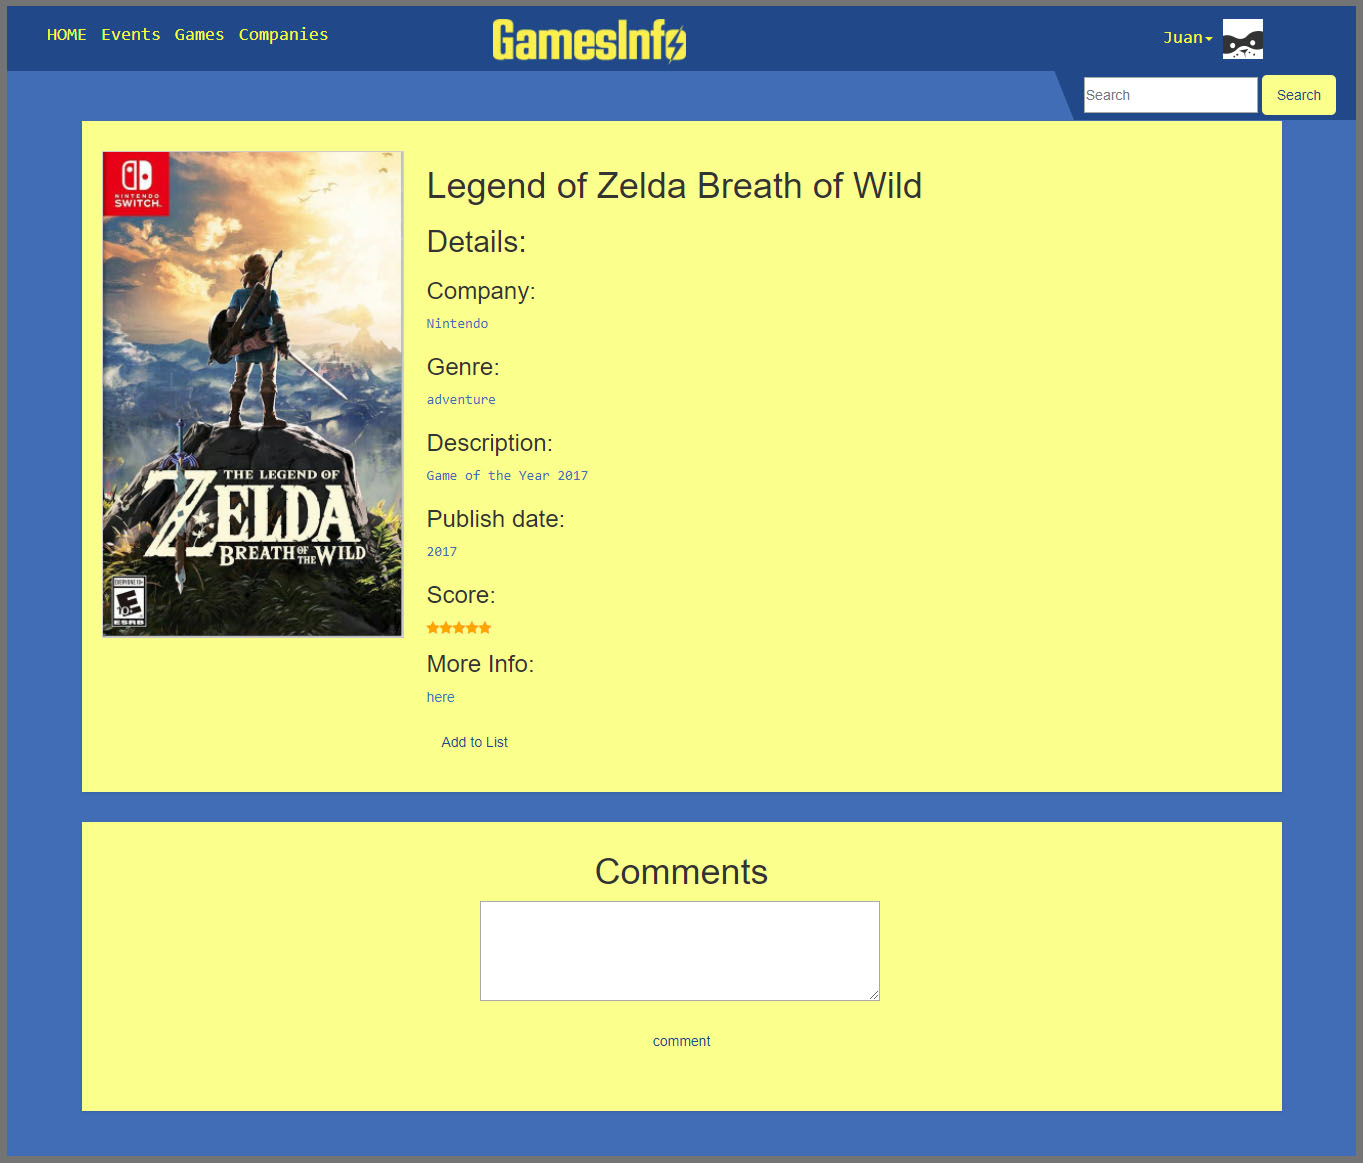 HOME Events Games Companies
GamesInfo
Juan
Search
Search
NINTENDO
SWITCH
THE LEGEND OF
ZELDA
BREATH OF THE WILD
EVERYONE 10+
E
10+
ESRB
Legend of Zelda Breath of Wild
Details:
Company:
Nintendo
Genre:
adventure
Description:
Game of the Year 2017
Publish date:
2017
Score:
More Info:
here
Add to List
Comments
comment